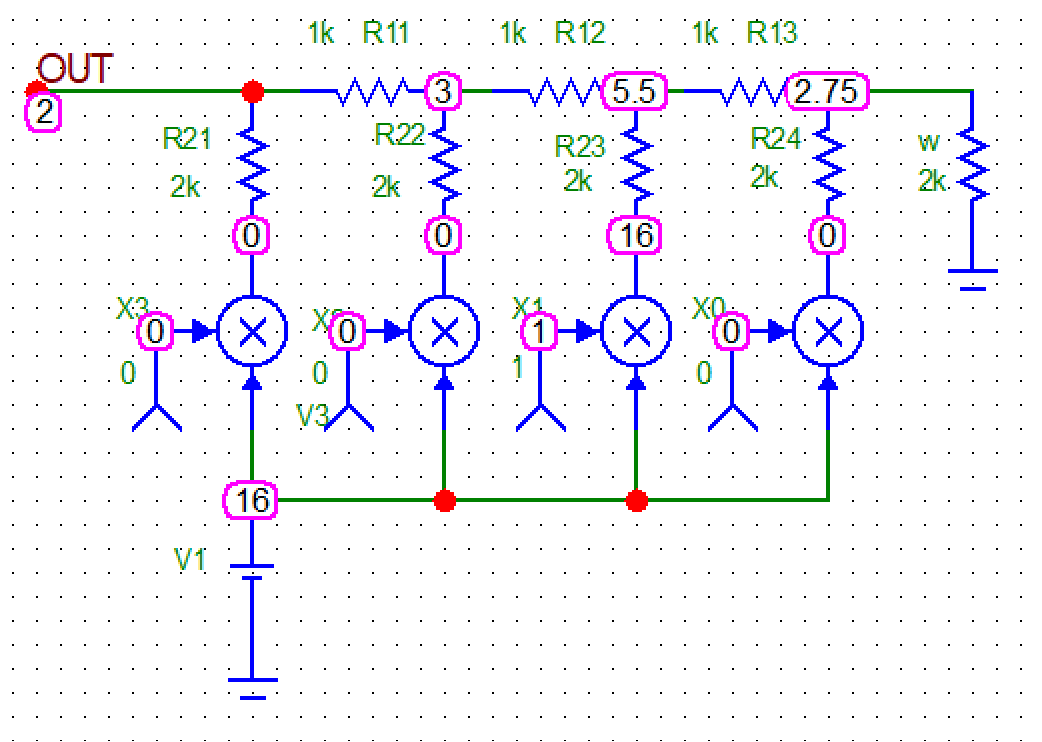 1k R11 1k R12 1k R13
OUT
2 3 5.5 2.75
R21 R22 R23 R24 w
2k 2k 2k 2k 2k
0 0 16 0
X3 X1 X0
0 0 1 0
0 0 1 0
V3
16
V1